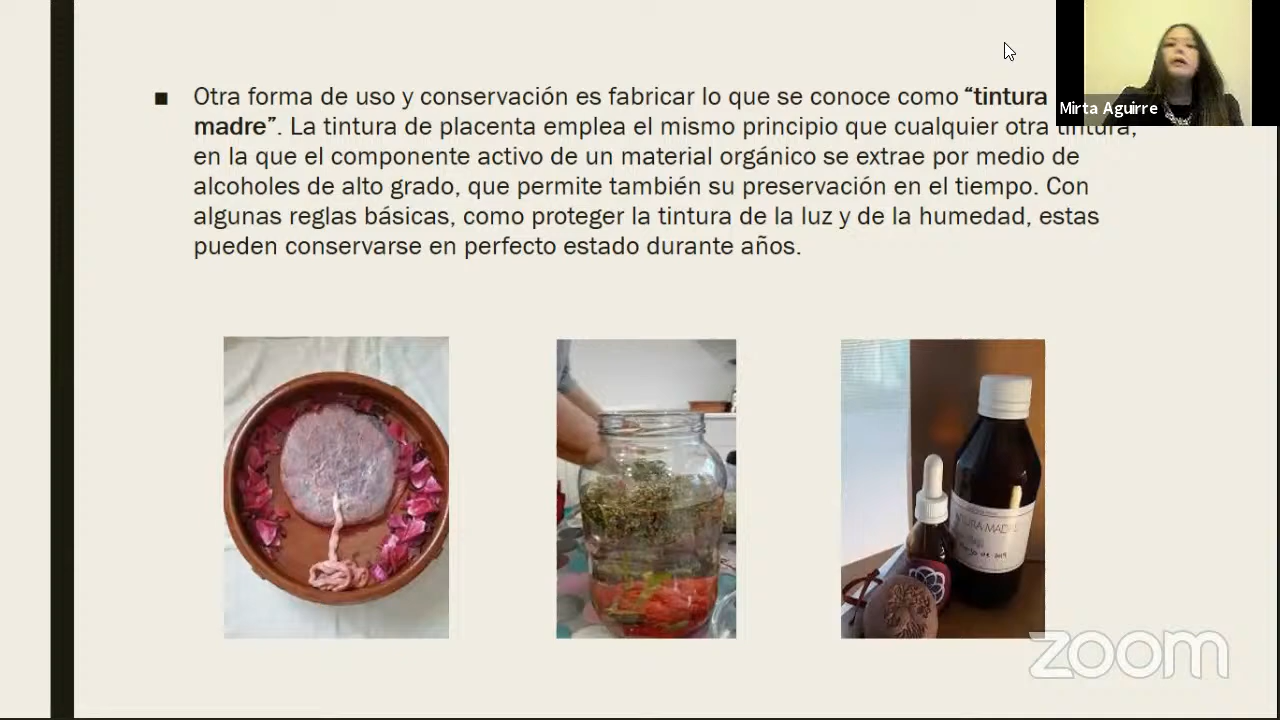 ■ Otra forma de uso y conservación es fabricar lo que se conoce como “tintura
madre”. La tintura de placenta emplea el mismo principio que cualquier otra tintura,
en la que el componente activo de un material orgánico se extrae por medio de
alcoholes de alto grado, que permite también su preservación en el tiempo. Con
algunas reglas básicas, como proteger la tintura de la luz y de la humedad, estas
pueden conservarse en perfecto estado durante años.
Mirta Aguirre
zoom